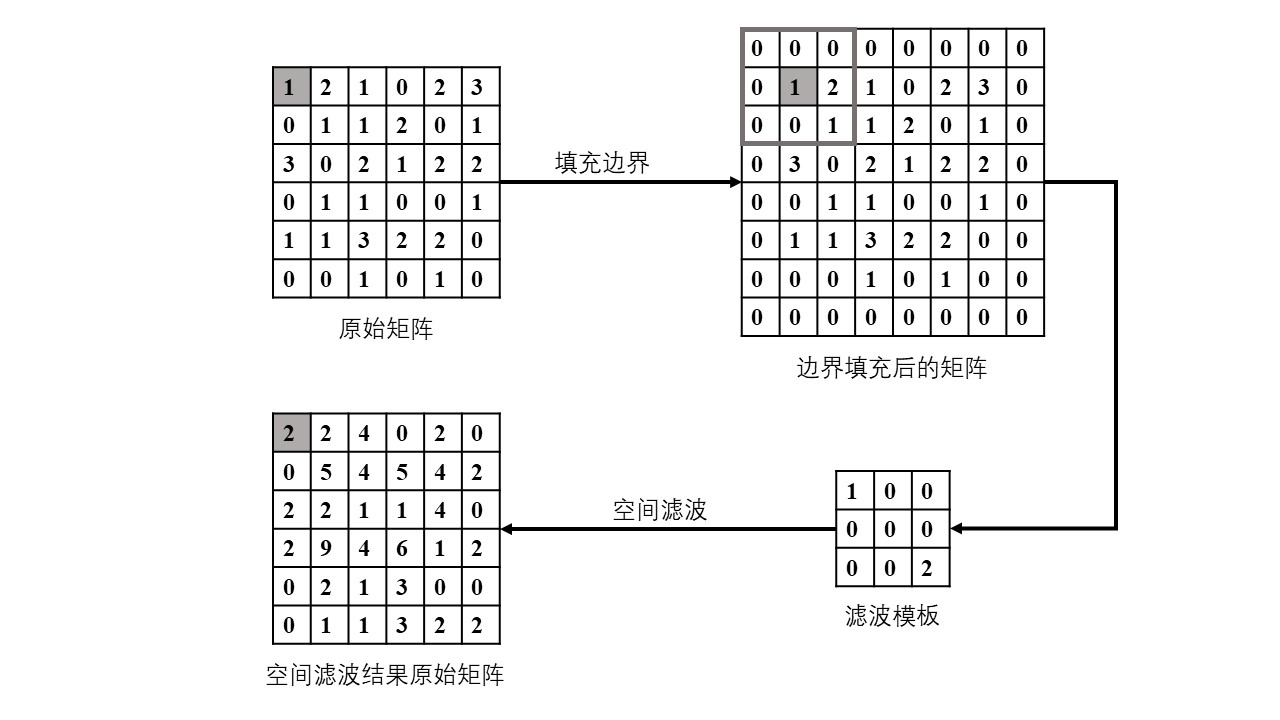 0 0 0 0 0 0 0 0
1 2 1 0 2 3
0 1 2 1 0 2 3 0
0 1 1 2 0 1
0 0 1 1 2 0 1 0
3 0 2 1 2 2
填充边界
0 3 0 2 1 2 2 0
0 1 1 0 0 1
0 0 1 1 0 0 1 0
1 1 3 2 2 0
0 1 1 3 2 2 0 0
0 0 1 0 1 0
0 0 0 1 0 1 0 0
0 0 0 0 0 0 0 0
原始矩阵
边界填充后的矩阵
2 2 4 0 2 0
0 5 4 5 4 2
2 2 1 1 4 0
2 9 4 6 1 2
0 2 1 3 0 0
0 1 1 3 2 2
空间滤波
1 0 0
0 0 0
0 0 2
滤波模板
空间滤波结果原始矩阵